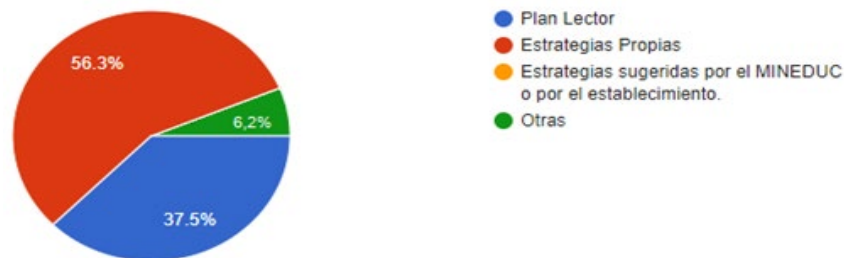 56.3%
6,2%
37.5%
Plan Lector
Estrategias Propias
Estrategias sugeridas por el MINEDUC
o por el establecimiento.
Otras